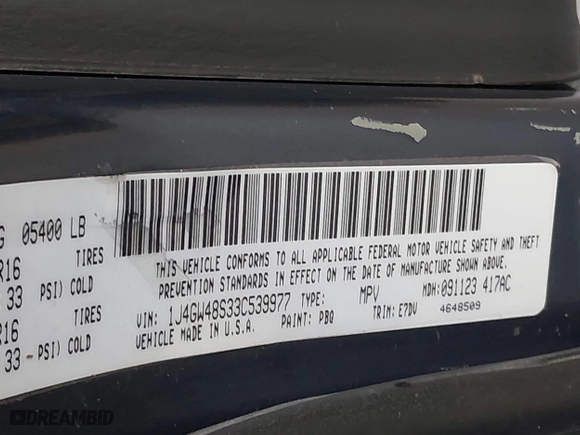 G 05400 LB
R16 TIRES
33 PSI) COLD
R16 TIRES
33 - PSI) COLD
THIS VEHICLE CONFORMS TO ALL APPLICABLE FEDERAL MOTOR VEHICLE SAFETY AND THEFT
PREVENTION STANDARDS IN EFFECT ON THE DATE OF MANUFACTURE SHOWN ABOVE.
VIN: 1J4GW48S33C539977 TYPE: MPV MDH: 091123 417AC
VEHICLE MADE IN U.S.A. PAINT: PBQ TRIM: E7DV 4648509
DREAMBID